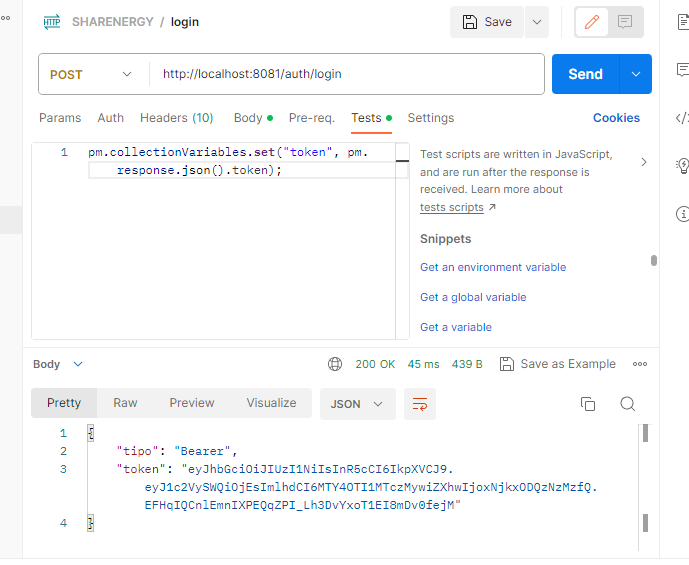 HTTP SHARENERGY / login Save
POST http://localhost:8081/auth/login Send
Params Auth Headers (10) Body Pre-req. Tests Settings Cookies
1 pm.collectionVariables.set("token", pm.
response.json().token);
Test scripts are written in JavaScript,
and are run after the response is
received. Learn more about
tests scripts ↗
Snippets
Get an environment variable
Get a global variable
Get a variable
Body 200 OK 45 ms 439 B Save as Example
Pretty Raw Preview Visualize JSON
1 {
2 "tipo": "Bearer",
3 "token": "eyJhbGciOiJIUzI1NiIsInR5cCI6IkpXVCJ9.
eyJ1c2VySWQiOjEsImlhdCI6MTY4OTI1MTczMywiZXhwIjoxNjkxODQzNzMzfQ.
EFHqIQCnlEmnIXPEQqZPI_Lh3DvYxoT1EI8mDv0fejM"
4 }